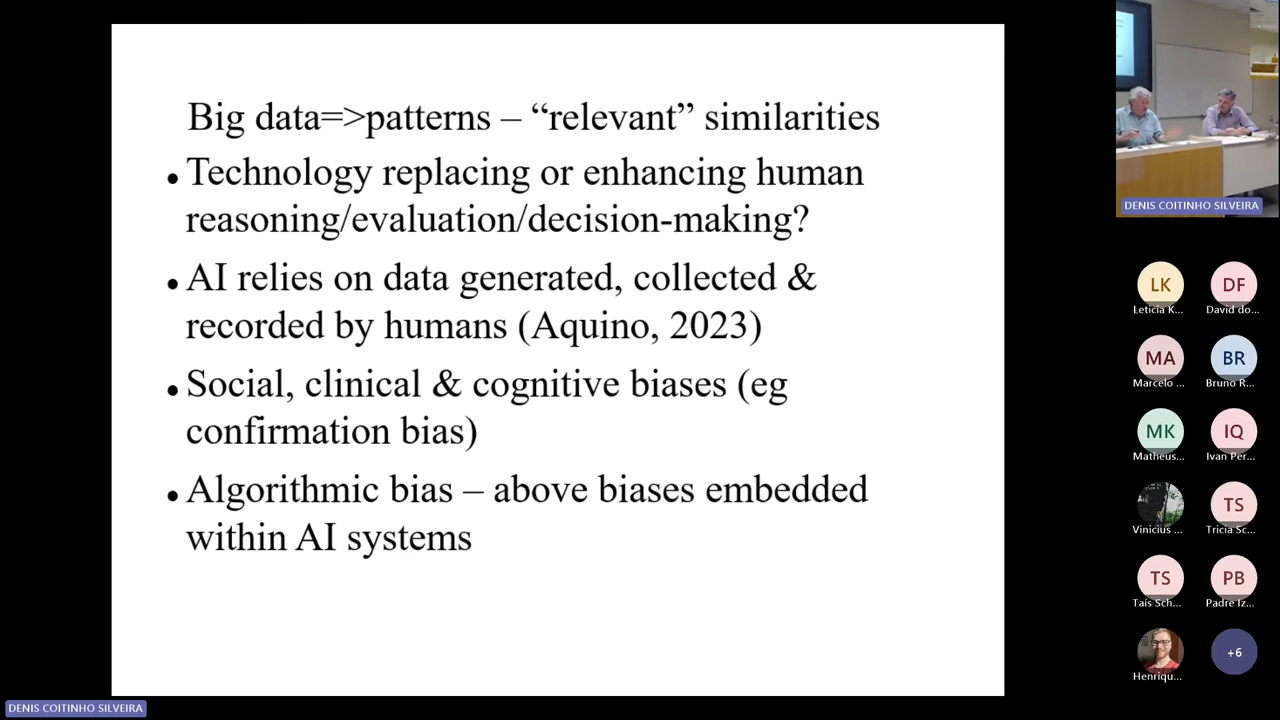 Big data=>patterns – “relevant” similarities
• Technology replacing or enhancing human
reasoning/evaluation/decision-making?
• AI relies on data generated, collected &
recorded by humans (Aquino, 2023)
• Social, clinical & cognitive biases (eg
confirmation bias)
• Algorithmic bias – above biases embedded
within AI systems
DENIS COITINHO SILVEIRA
LK
DF
Letícia K...
David do...
MA
BR
Marcelo ...
Bruno R...
MK
IQ
Matheus...
Ivan Per...
TS
Vinicius ...
Tricia Sc...
TS
PB
Taís Sch...
Padre Iz...
+6
Henriqu...
DENIS COITINHO SILVEIRA